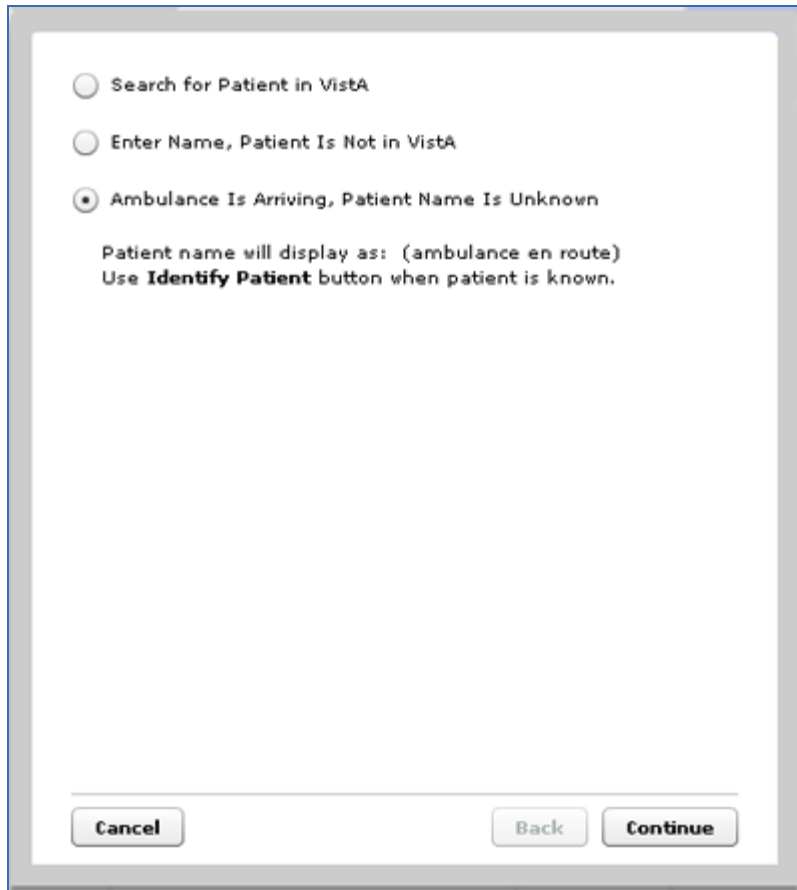 Search for Patient in VistA
Enter Name, Patient Is Not in VistA
Ambulance Is Arriving, Patient Name Is Unknown
Patient name will display as:  (ambulance en route)
Use Identify Patient button when patient is known.
Cancel Back Continue